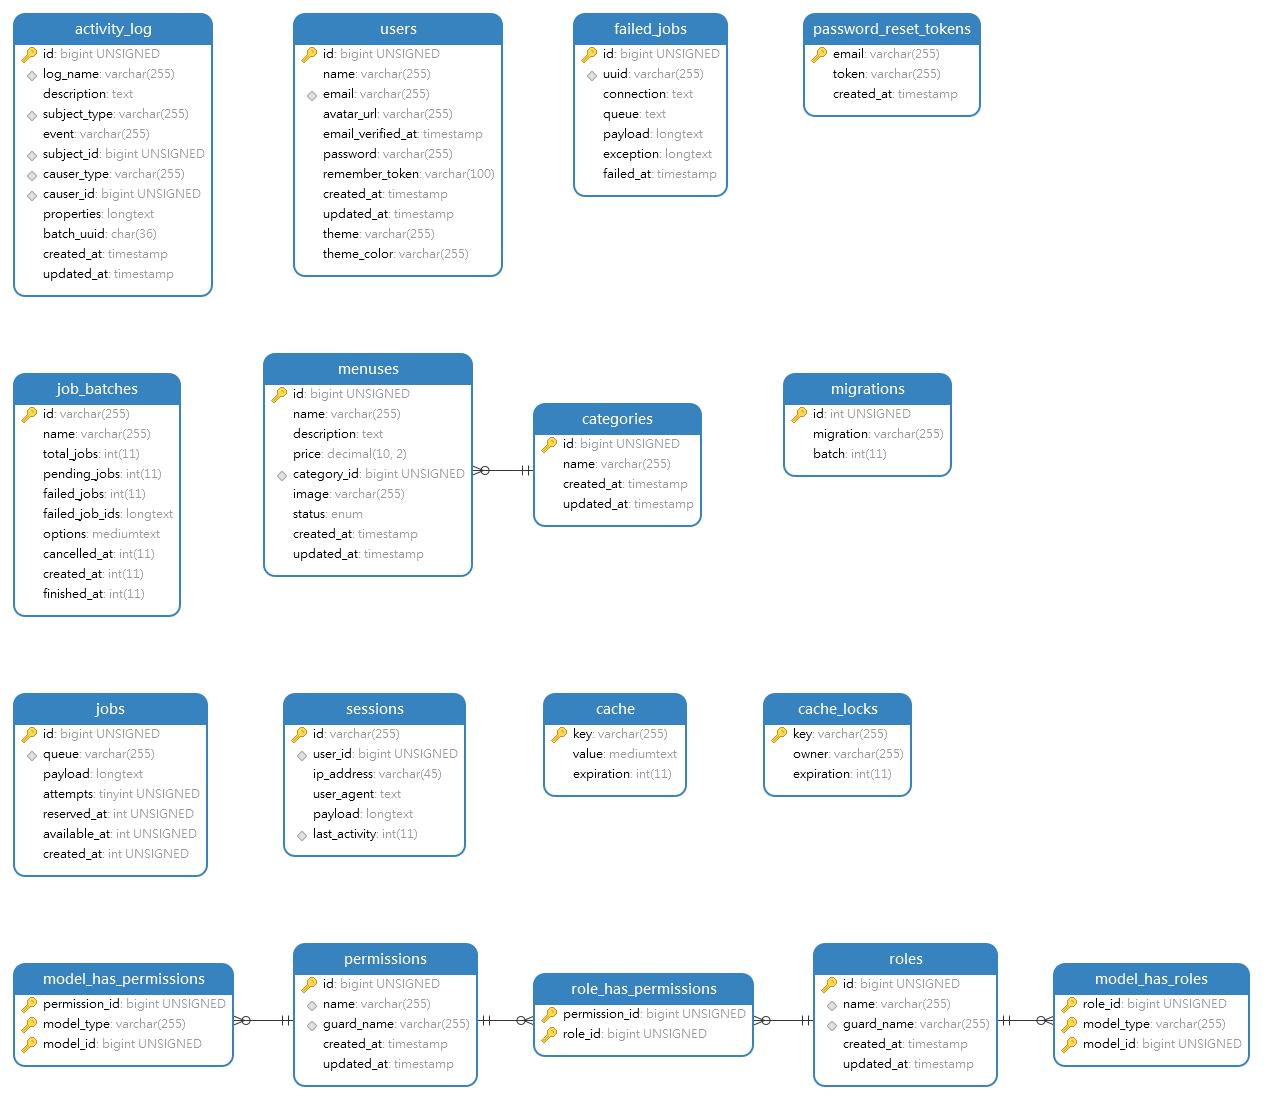 activity_log
id: bigint UNSIGNED
log_name: varchar(255)
description: text
subject_type: varchar(255)
event: varchar(255)
subject_id: bigint UNSIGNED
causer_type: varchar(255)
causer_id: bigint UNSIGNED
properties: longtext
batch_uuid: char(36)
created_at: timestamp
updated_at: timestamp
users
id: bigint UNSIGNED
name: varchar(255)
email: varchar(255)
avatar_url: varchar(255)
email_verified_at: timestamp
password: varchar(255)
remember_token: varchar(100)
created_at: timestamp
updated_at: timestamp
theme: varchar(255)
theme_color: varchar(255)
failed_jobs
id: bigint UNSIGNED
uuid: varchar(255)
connection: text
queue: text
payload: longtext
exception: longtext
failed_at: timestamp
password_reset_tokens
email: varchar(255)
token: varchar(255)
created_at: timestamp
job_batches
id: varchar(255)
name: varchar(255)
total_jobs: int(11)
pending_jobs: int(11)
failed_jobs: int(11)
failed_job_ids: longtext
options: mediumtext
cancelled_at: int(11)
created_at: int(11)
finished_at: int(11)
menuses
id: bigint UNSIGNED
name: varchar(255)
description: text
price: decimal(10, 2)
category_id: bigint UNSIGNED
image: varchar(255)
status: enum
created_at: timestamp
updated_at: timestamp
categories
id: bigint UNSIGNED
name: varchar(255)
created_at: timestamp
updated_at: timestamp
migrations
id: int UNSIGNED
migration: varchar(255)
batch: int(11)
jobs
id: bigint UNSIGNED
queue: varchar(255)
payload: longtext
attempts: tinyint UNSIGNED
reserved_at: int UNSIGNED
available_at: int UNSIGNED
created_at: int UNSIGNED
sessions
id: varchar(255)
user_id: bigint UNSIGNED
ip_address: varchar(45)
user_agent: text
payload: longtext
last_activity: int(11)
cache
key: varchar(255)
value: mediumtext
expiration: int(11)
cache_locks
key: varchar(255)
owner: varchar(255)
expiration: int(11)
model_has_permissions
permission_id: bigint UNSIGNED
model_type: varchar(255)
model_id: bigint UNSIGNED
permissions
id: bigint UNSIGNED
name: varchar(255)
guard_name: varchar(255)
created_at: timestamp
updated_at: timestamp
role_has_permissions
permission_id: bigint UNSIGNED
role_id: bigint UNSIGNED
roles
id: bigint UNSIGNED
name: varchar(255)
guard_name: varchar(255)
created_at: timestamp
updated_at: timestamp
model_has_roles
role_id: bigint UNSIGNED
model_type: varchar(255)
model_id: bigint UNSIGNED